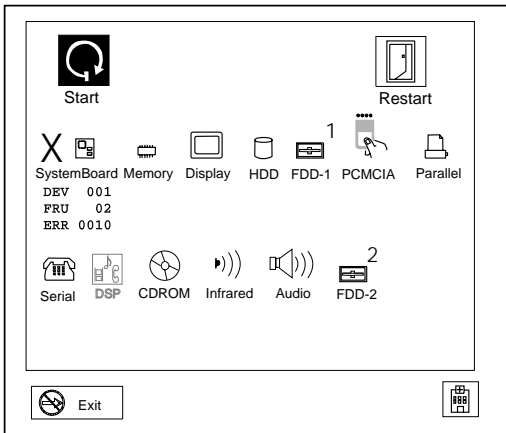 Start Restart
X 1
SystemBoard Memory Display HDD FDD-1 PCMCIA Parallel
DEV 001
FRU 02
ERR 0010
2
Serial DSP CDROM Infrared Audio FDD-2
Exit